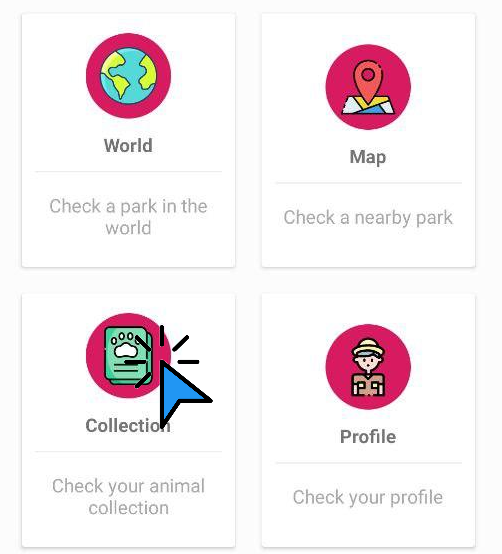 World
Check a park in the
world
Map
Check a nearby park
Collection
Check your animal
collection
Profile
Check your profile